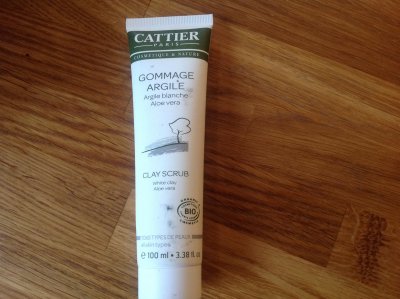 CATTIER
PARIS
COSMÉTIQUE & NATURE
GOMMAGE
ARGILE
Argile blanche
Aloe vera
CLAY SCRUB
white clay
Aloe vera
BIO
TOUS TYPES DE PEAUX
all skin types
e 100 ml • 3.38 fl. oz